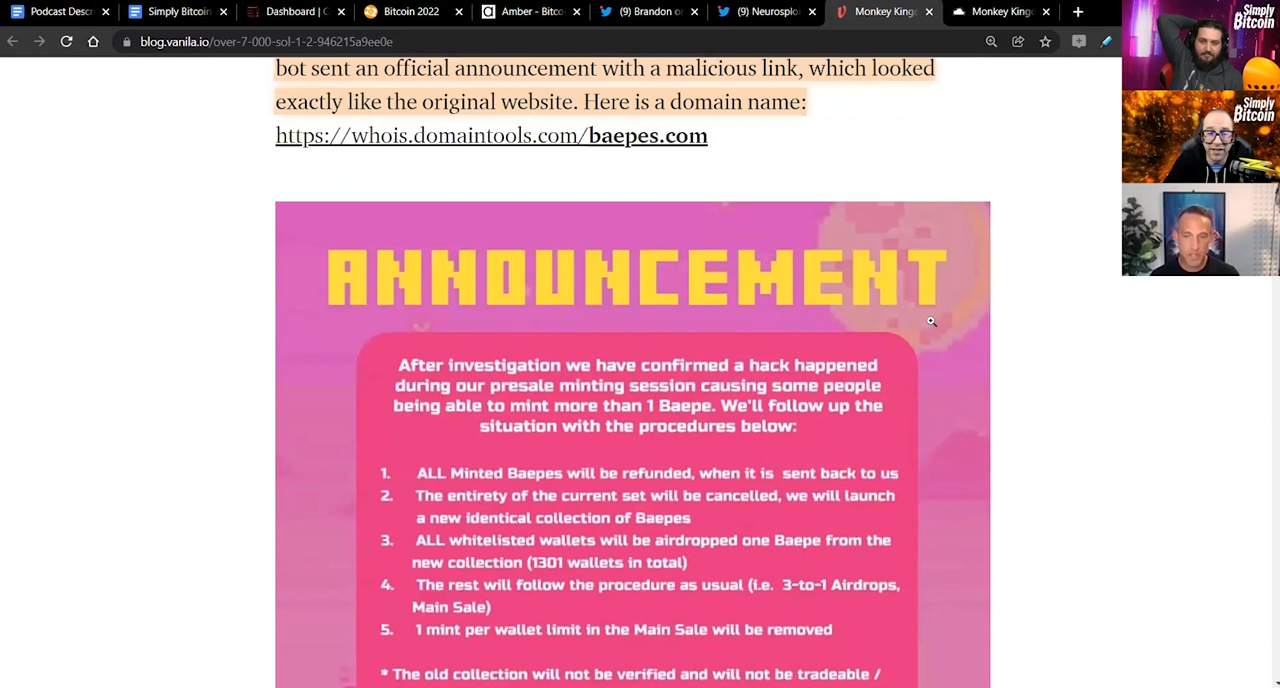 Podcast Descr
Simply Bitcoin
Dashboard | C
Bitcoin 2022
Amber - Bitco
(9) Brandon o
(9) Neurosplo
Monkey King
Monkey King
blog.vanila.io/over-7-000-sol-1-2-946215a9ee0e
Simply
Bitcoin
Simply
Bitcoin
bot sent an official announcement with a malicious link, which looked
exactly like the original website. Here is a domain name:
https://whois.domaintools.com/baepes.com
ANNOUNCEMENT
After investigation we have confirmed a hack happened
during our presale minting session causing some people
being able to mint more than 1 Baepe. We'll follow up the
situation with the procedures below:
1. ALL Minted Baepes will be refunded, when it is sent back to us
2. The entirety of the current set will be cancelled, we will launch
a new identical collection of Baepes
3. ALL whitelisted wallets will be airdropped one Baepe from the
new collection (1301 wallets in total)
4. The rest will follow the procedure as usual (i.e. 3-to-1 Airdrops,
Main Sale)
5. 1 mint per wallet limit in the Main Sale will be removed
* The old collection will not be verified and will not be tradeable /